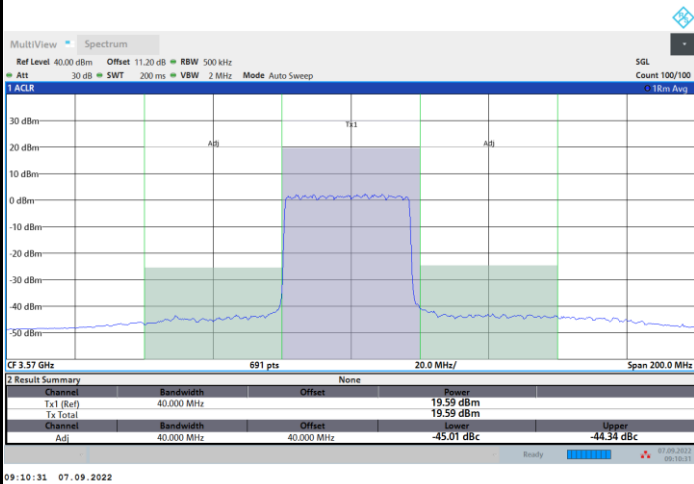 MultiView Spectrum
Ref Level 40.00 dBm Offset 11.20 dB RBW 500 kHz SGL
Att 30 dB SWT 200 ms VBW 2 MHz Mode Auto Sweep Count 100/100
1 ACLR 1Rm Avg
30 dBm
Tx1
20 dBm Adj Adj
10 dBm
0 dBm
-10 dBm
-20 dBm
-30 dBm
-40 dBm
-50 dBm
CF 3.57 GHz 691 pts 20.0 MHz/ Span 200.0 MHz
2 Result Summary None
Channel Bandwidth Offset Power
Tx1 (Ref) 40.000 MHz 19.59 dBm
Tx Total 19.59 dBm
Channel Bandwidth Offset Lower Upper
Adj 40.000 MHz 40.000 MHz -45.01 dBc -44.34 dBc
Ready 07.09.2022
09:10:31
09:10:31 07.09.2022